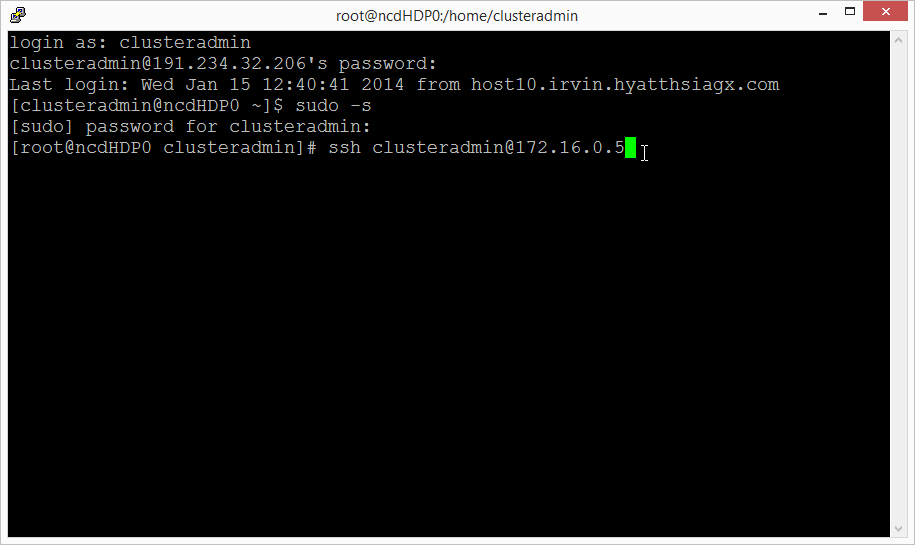 root@ncdHDP0:/home/clusteradmin
login as: clusteradmin
clusteradmin@191.234.32.206's password:
Last login: Wed Jan 15 12:40:41 2014 from host10.irvin.hyatthsiagx.com
[clusteradmin@ncdHDP0 ~]$ sudo -s
[sudo] password for clusteradmin:
[root@ncdHDP0 clusteradmin]# ssh clusteradmin@172.16.0.5